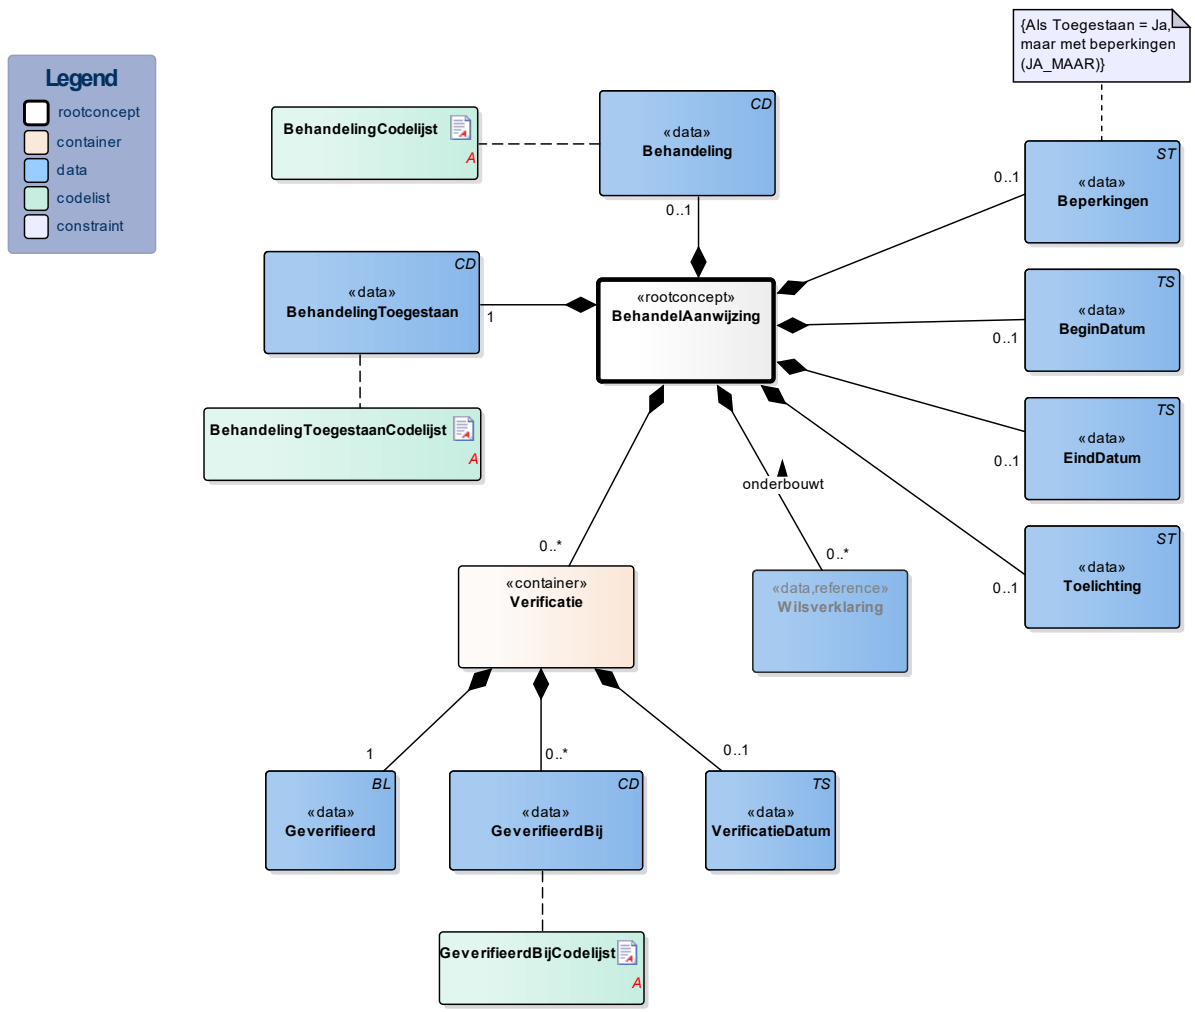 {Als Toegestaan = Ja,
maar met beperkingen
(JA_MAAR)}
Legend
rootconcept
container
data
codelist
constraint
BehandelingCodelijst
A
CD
«data»
Behandeling
0..1
ST
«data»
Beperkingen
0..1
CD
«data»
BehandelingToegestaan
1
«rootconcept»
BehandelAanwijzing
TS
«data»
BeginDatum
0..1
BehandelingToegestaanCodelijst
A
TS
«data»
EindDatum
0..1
onderbouwt
0..*
0..*
ST
«data»
Toelichting
0..1
«container»
Verificatie
«data,reference»
Wilsverklaring
1
0..*
0..1
BL
«data»
Geverifieerd
CD
«data»
GeverifieerdBij
TS
«data»
VerificatieDatum
GeverifieerdBijCodelijst
A